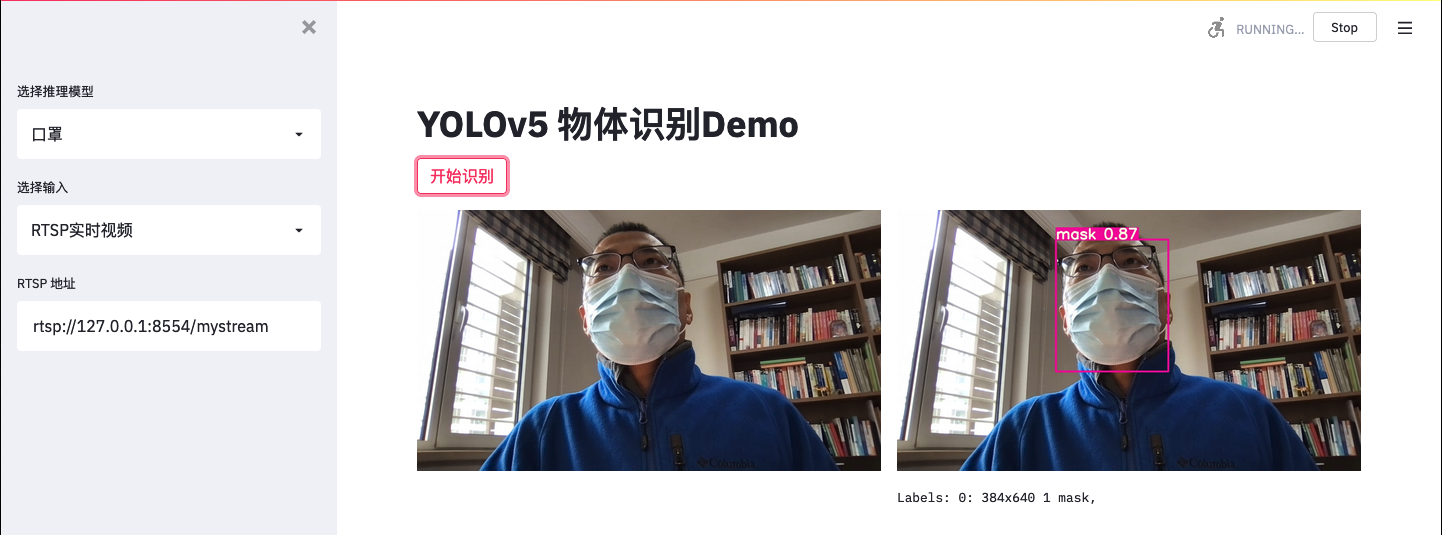 RUNNING...
Stop
选择推理模型
口罩
选择输入
RTSP实时视频
RTSP 地址
rtsp://127.0.0.1:8554/mystream
YOLOv5 物体识别Demo
开始识别
mask 0.87
Columbia
Columbia
Labels: 0: 384x640 1 mask,